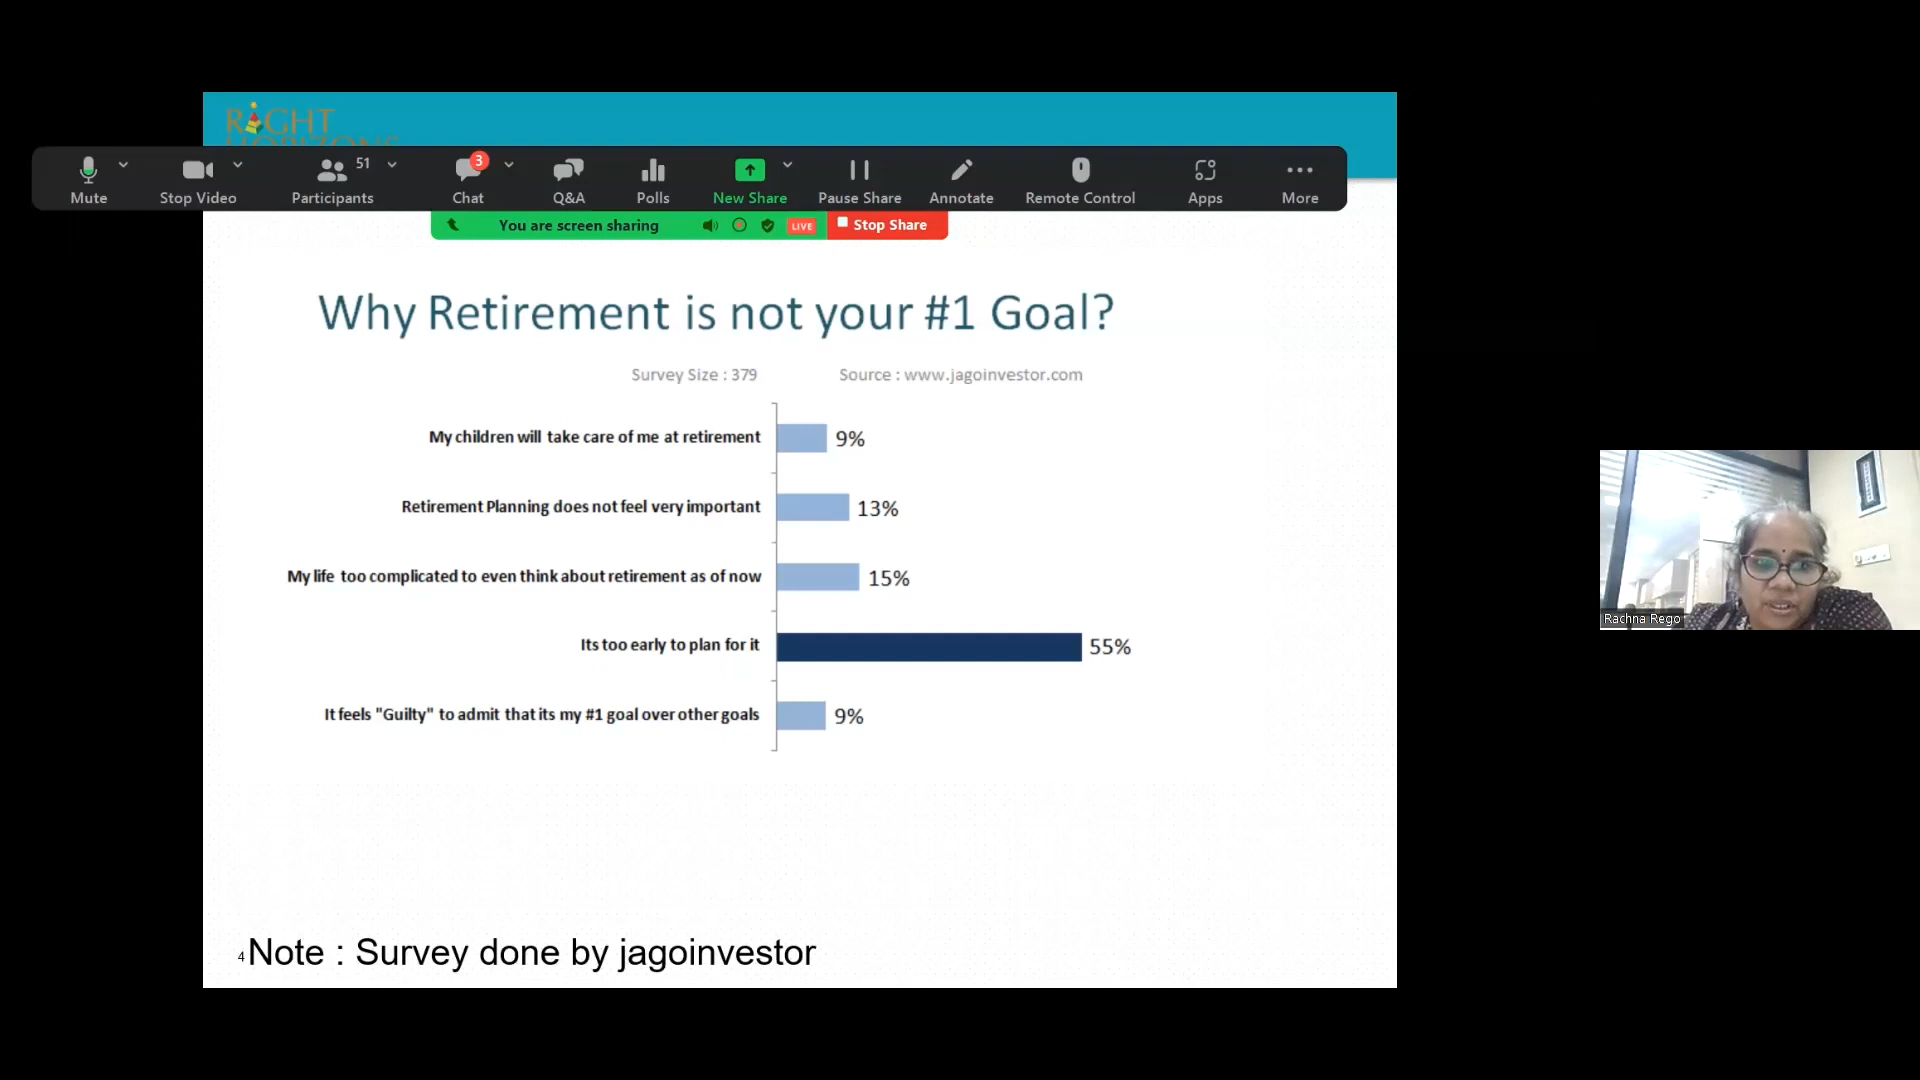 RIGHT
HORIZONS
Mute
Stop Video
51
Participants
3
Chat
Q&A
Polls
New Share
Pause Share
Annotate
Remote Control
Apps
More
You are screen sharing
LIVE
Stop Share
Why Retirement is not your #1 Goal?
Survey Size : 379
Source : www.jagoinvestor.com
My children will take care of me at retirement
9%
Retirement Planning does not feel very important
13%
My life too complicated to even think about retirement as of now
15%
Its too early to plan for it
55%
It feels "Guilty" to admit that its my #1 goal over other goals
9%
Rachna Rego
4
Note : Survey done by jagoinvestor